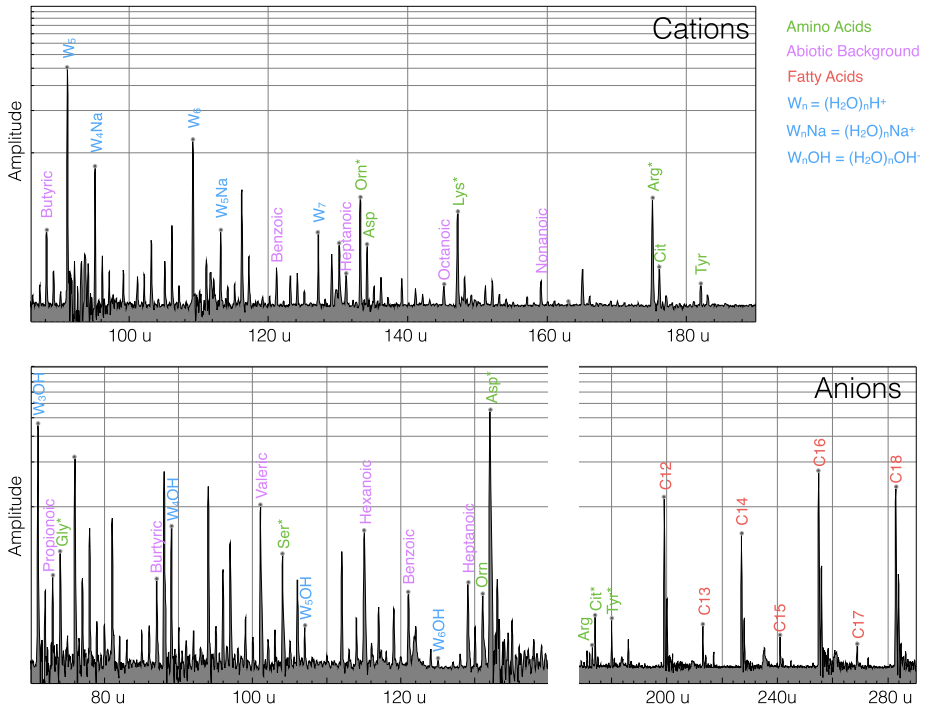 Cations
Amino Acids
Abiotic Background
Fatty Acids
Wn = (H2O)nH+
WnNa = (H2O)nNa+
WnOH = (H2O)nOH-
Amplitude
Butyric
W5
W4Na
W6
W5Na
Benzoic
W7
Heptanoic
Orn*
Asp
Octanoic
Lys*
Nonanoic
Arg*
Cit
Tyr
100 u
120 u
140 u
160 u
180 u
Anions
Amplitude
W3OH
Propionoic
Gly*
Burtyric
W4OH
Valeric
Ser*
W5OH
Hexanoic
Benzoic
W6OH
Heptanoic
Orn
Asp*
Arg
Cit*
Tyr*
C12
C13
C14
C15
C16
C17
C18
80 u
100 u
120 u
200 u
240u
280 u